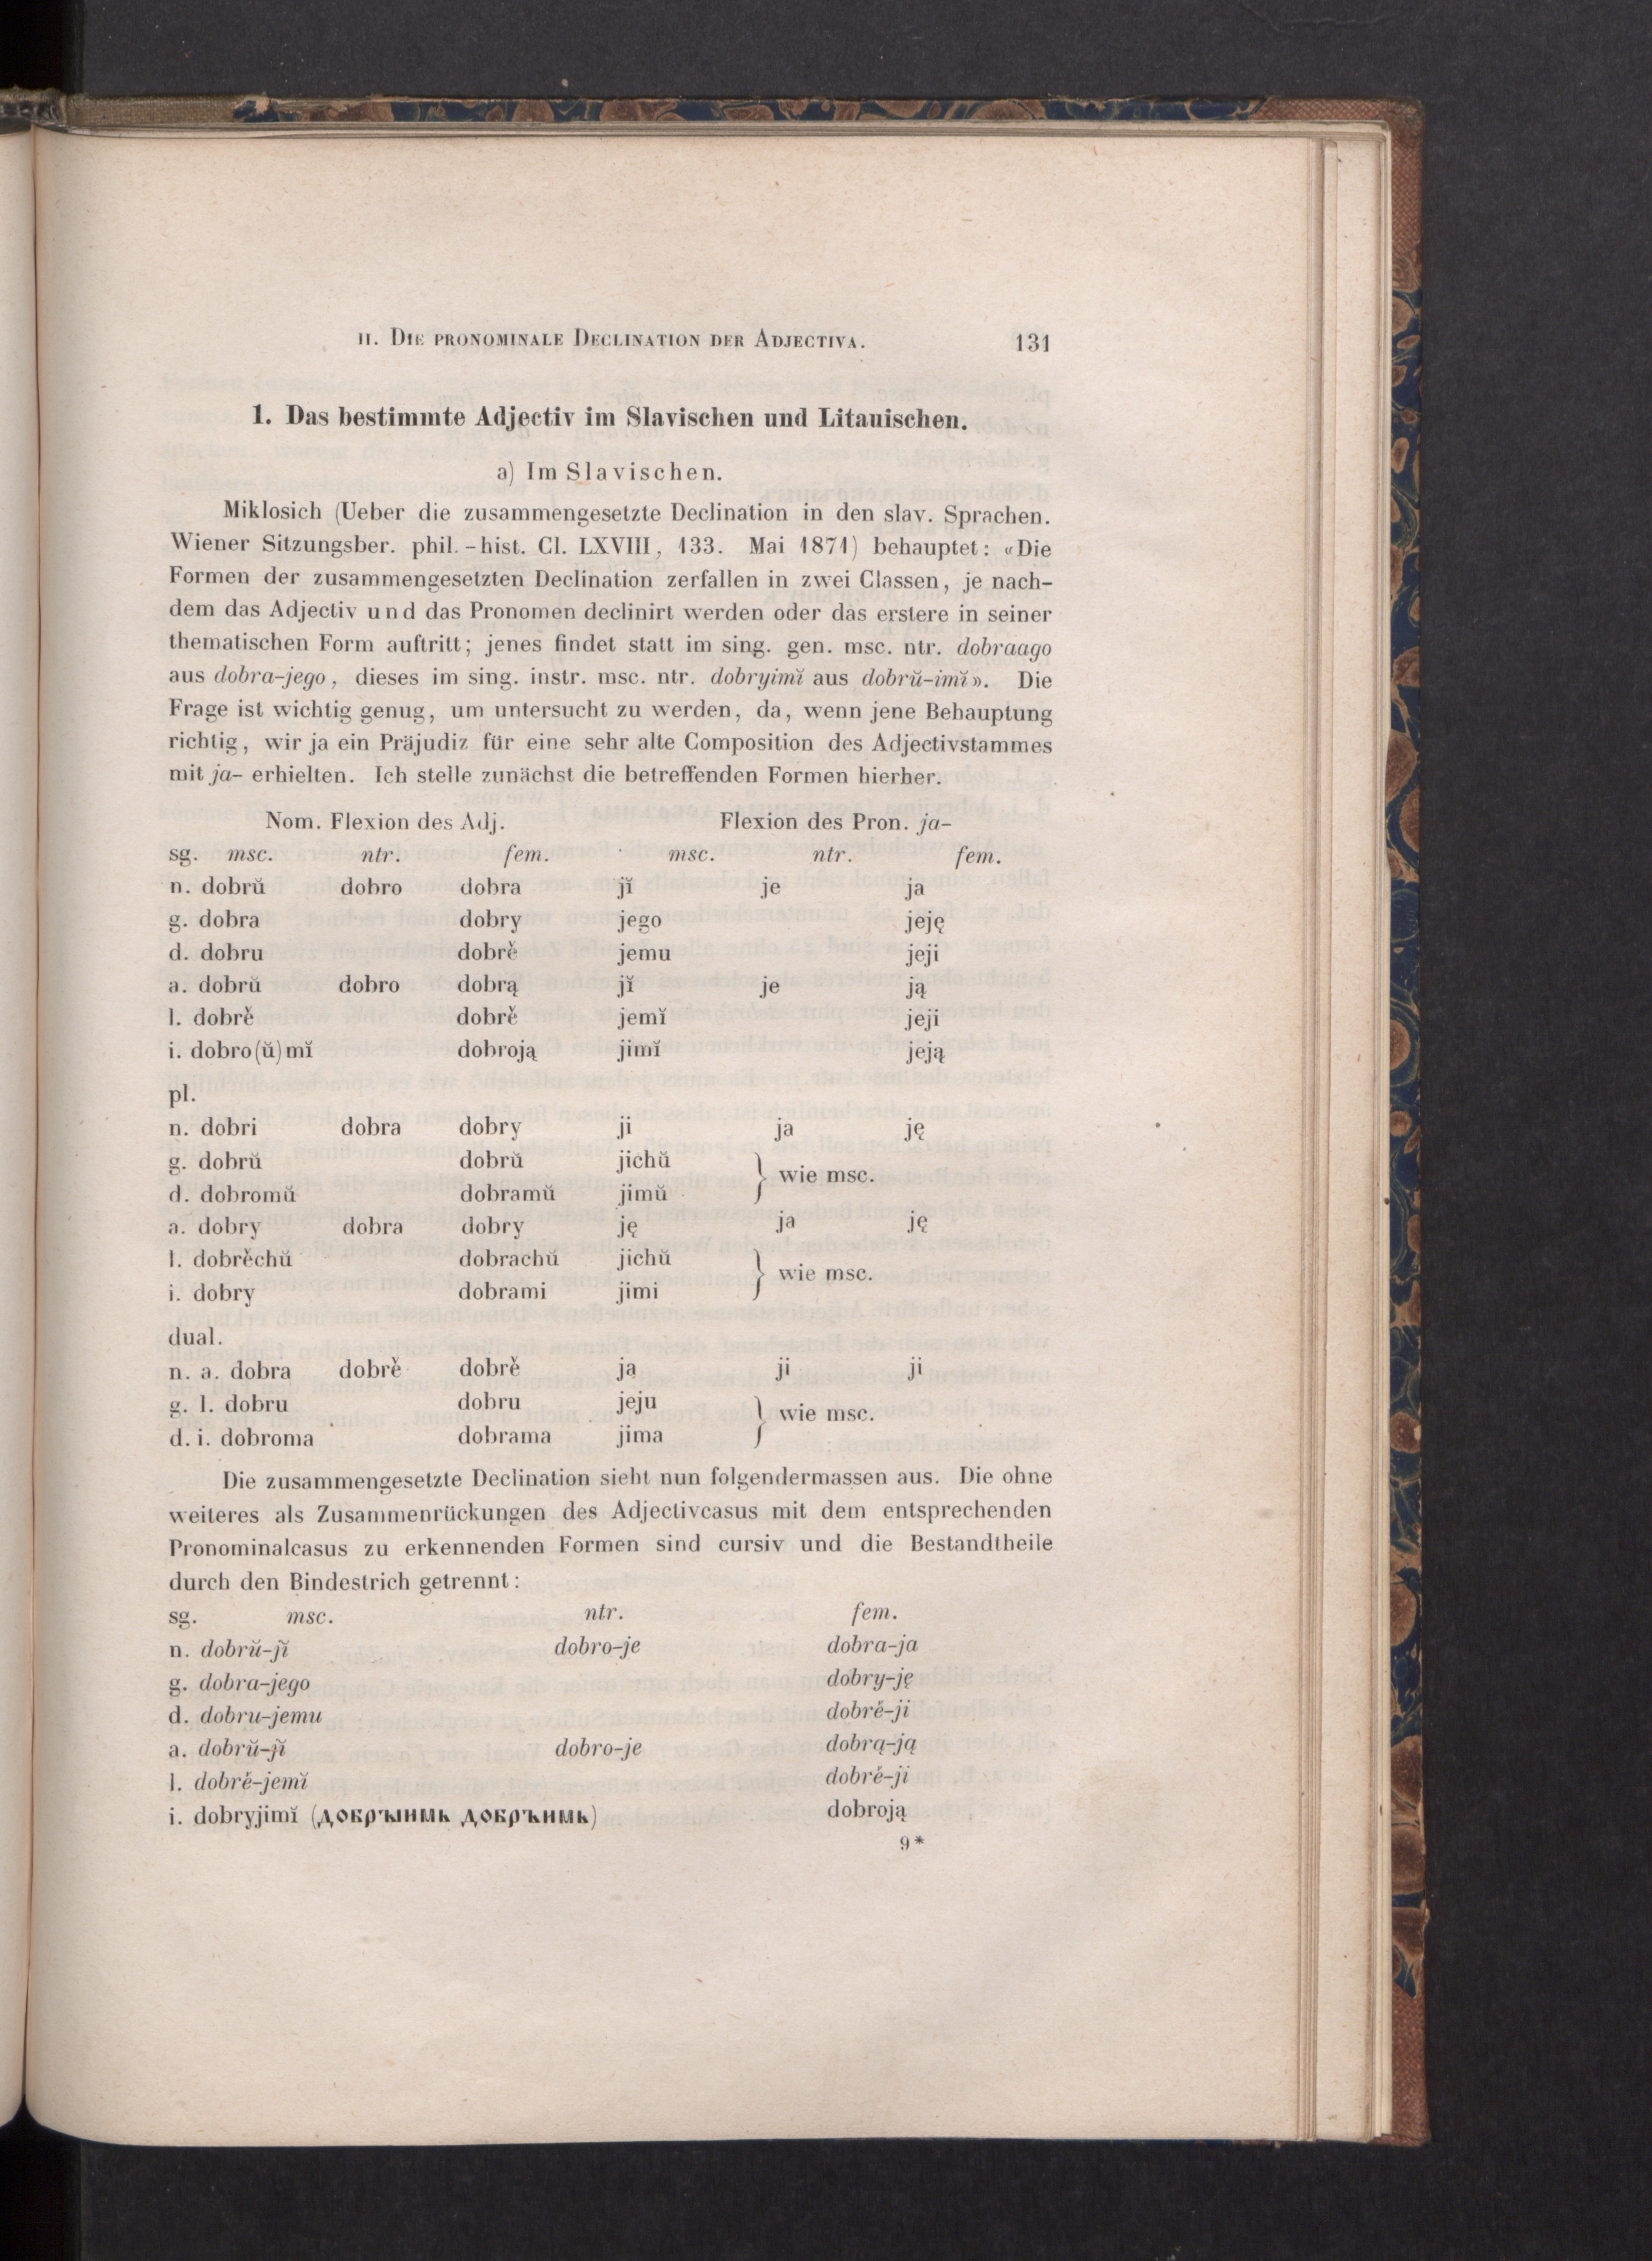 II. DIE PRONOMINALE DECLINATION DER ADJECTIVA. 131
1. Das bestimmte Adjectiv im Slavischen und Litauischen.
a) Im Slavischen.
Miklosich (Ueber die zusammengesetzte Declination in den slav. Sprachen.
Wiener Sitzungsber. phil.-hist. Cl. LXVIII, 133. Mai 1871) behauptet: «Die
Formen der zusammengesetzten Declination zerfallen in zwei Classen, je nach-
dem das Adjectiv und das Pronomen declinirt werden oder das erstere in seiner
thematischen Form auftritt; jenes findet statt im sing. gen. msc. ntr. dobraago
aus dobra-jego, dieses im sing. instr. msc. ntr. dobryimĭ aus dobrŭ-imĭ». Die
Frage ist wichtig genug, um untersucht zu werden, da, wenn jene Behauptung
richtig, wir ja ein Präjudiz für eine sehr alte Composition des Adjectivstammes
mit ja- erhielten. Ich stelle zunächst die betreffenden Formen hierher.
Nom. Flexion des Adj. Flexion des Pron. ja-
sg. msc. ntr. fem. msc. ntr. fem.
n. dobrŭ dobro dobra jĭ je ja
g. dobra dobry jego jeję
d. dobru dobrě jemu jeji
a. dobrŭ dobro dobrą jĭ je ją
l. dobrě dobrě jemĭ jeji
i. dobro(ŭ)mĭ dobroją jimĭ jeją
pl.
n. dobri dobra dobry ji ja ję
g. dobrŭ dobrŭ jichŭ } wie msc.
d. dobromŭ dobramŭ jimŭ
a. dobry dobra dobry ję ja ję
l. dobrěchŭ dobrachŭ jichŭ } wie msc.
i. dobry dobrami jimi
dual.
n. a. dobra dobrě dobrě ja ji ji
g. l. dobru dobru jeju } wie msc.
d. i. dobroma dobrama jima
Die zusammengesetzte Declination sieht nun folgendermassen aus. Die ohne
weiteres als Zusammenrückungen des Adjectivcasus mit dem entsprechenden
Pronominalcasus zu erkennenden Formen sind cursiv und die Bestandtheile
durch den Bindestrich getrennt:
sg. msc. ntr. fem.
n. dobrŭ-jĭ dobro-je dobra-ja
g. dobra-jego dobry-ję
d. dobru-jemu dobrě-ji
a. dobrŭ-jĭ dobro-je dobrą-ją
l. dobrě-jemĭ dobrě-ji
i. dobryjimĭ (добрꙑимь добръимь) dobroją
9*